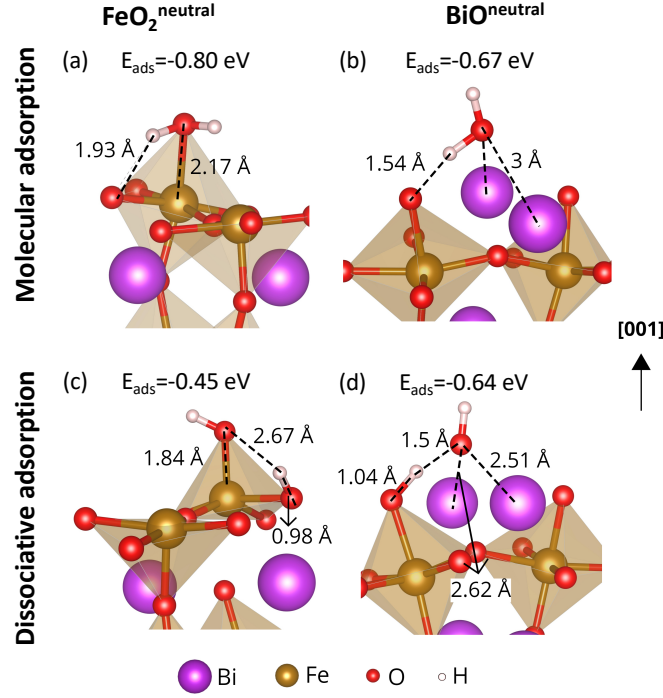 FeO₂ⁿᵉᵘᵗʳᵃˡ BiOⁿᵉᵘᵗʳᵃˡ
Molecular adsorption
(a) Eads=-0.80 eV
1.93 Å
2.17 Å
(b) Eads=-0.67 eV
1.54 Å
3 Å
[001]
Dissociative adsorption
(c) Eads=-0.45 eV
2.67 Å
1.84 Å
0.98 Å
(d) Eads=-0.64 eV
1.5 Å
2.51 Å
1.04 Å
2.62 Å
Bi Fe O H